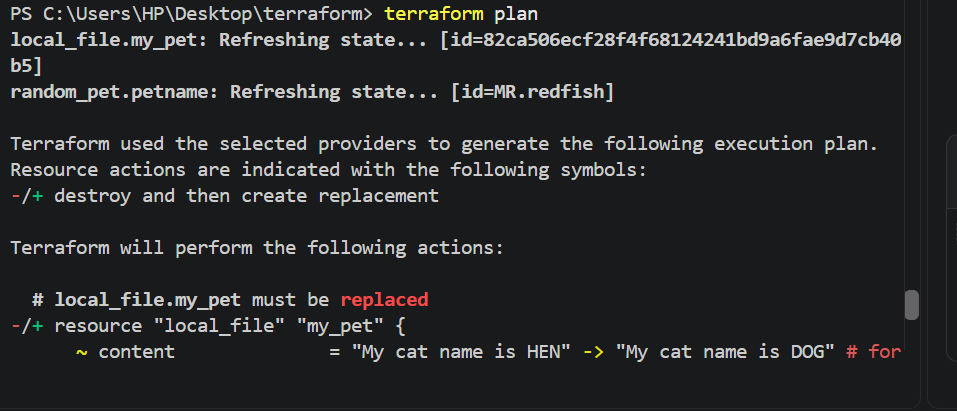 PS C:\Users\HP\Desktop\terraform> terraform plan
local_file.my_pet: Refreshing state... [id=82ca506ecf28f4f68124241bd9a6fae9d7cb40
b5]
random_pet.petname: Refreshing state... [id=MR.redfish]
Terraform used the selected providers to generate the following execution plan.
Resource actions are indicated with the following symbols:
-/+ destroy and then create replacement
Terraform will perform the following actions:
# local_file.my_pet must be replaced
-/+ resource "local_file" "my_pet" {
~ content = "My cat name is HEN" -> "My cat name is DOG" # for